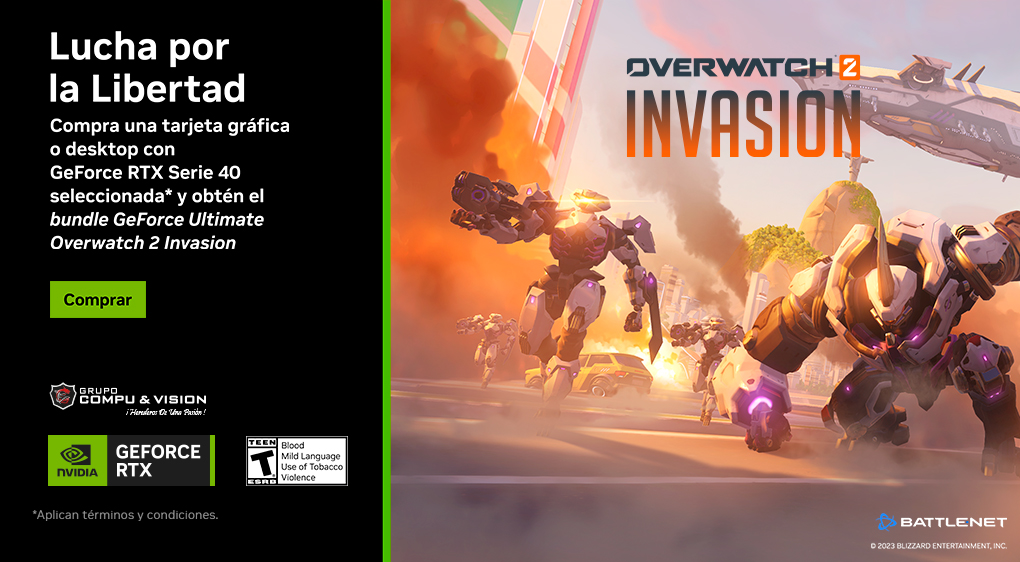 Lucha por
la Libertad
Compra una tarjeta gráfica
o desktop con
GeForce RTX Serie 40
seleccionada* y obtén el
bundle GeForce Ultimate
Overwatch 2 Invasion
Comprar
GRUPO
COMPU & VISION
¡Herederos De Una Pasión!
NVIDIA
GEFORCE
RTX
TEEN
T
ESRB
Blood
Mild Language
Use of Tobacco
Violence
*Aplican términos y condiciones.
OVERWATCH 2
INVASION
BATTLE.NET
© 2023 BLIZZARD ENTERTAINMENT, INC.